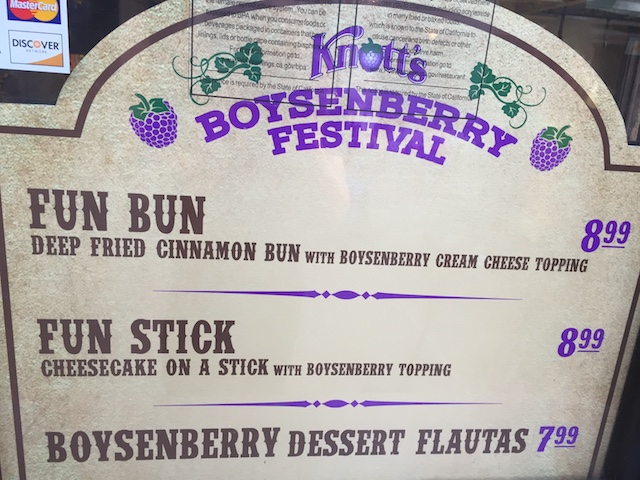 MasterCard
DISCOVER
NETWORK
Knott's
BOYSENBERRY
FESTIVAL
FUN BUN
DEEP FRIED CINNAMON BUN WITH BOYSENBERRY CREAM CHEESE TOPPING
8.99
FUN STICK
CHEESECAKE ON A STICK WITH BOYSENBERRY TOPPING
8.99
BOYSENBERRY DESSERT FLAUTAS 7.99